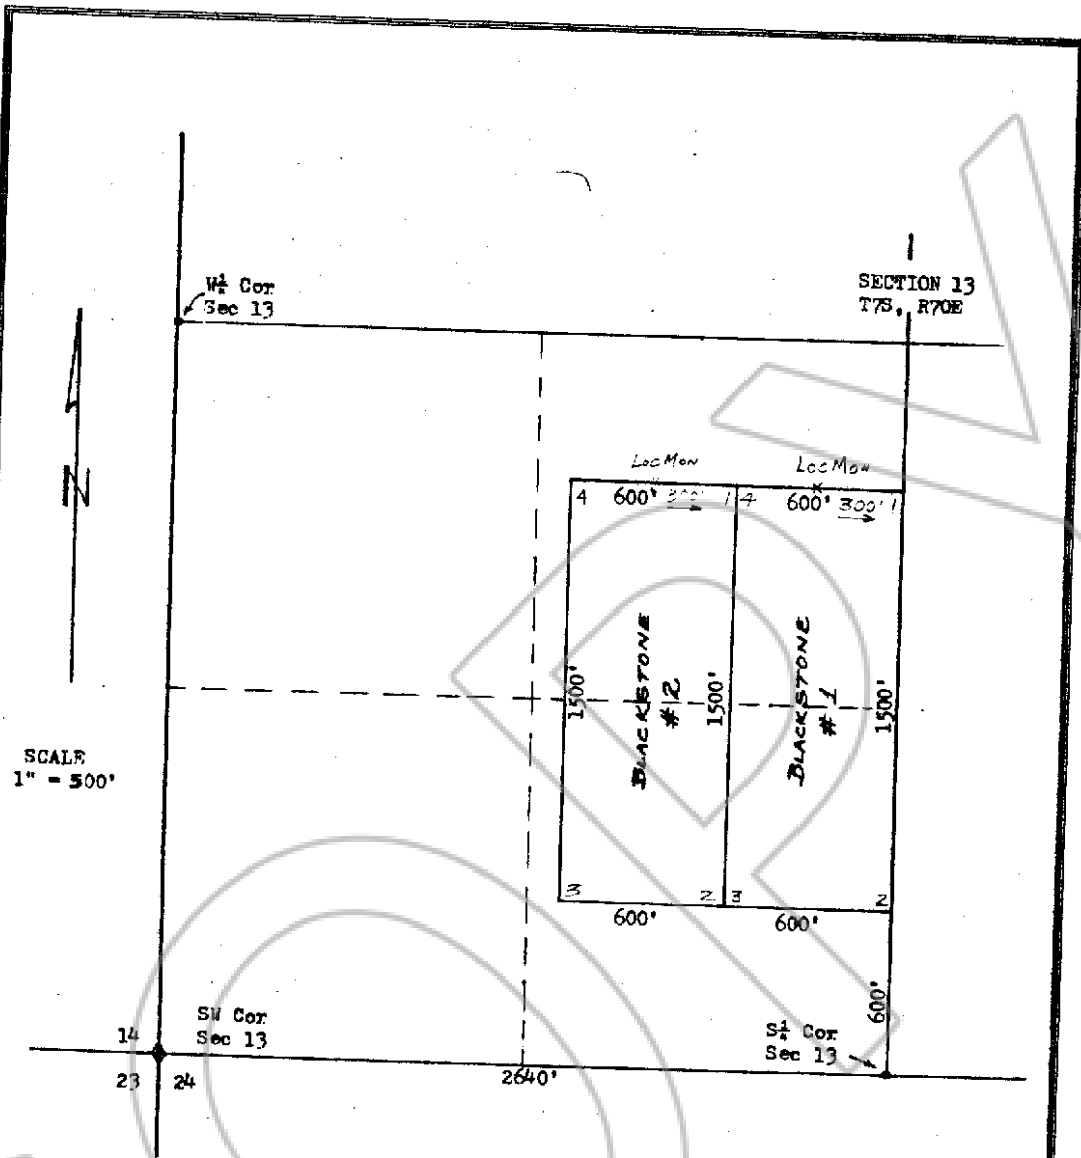 W¼ Cor
Sec 13
SECTION 13
T7S, R70E
N
LOC MON
LOC MON
4 600' 300' 1
4 600' 300' 1
BLACKSTONE
#2
BLACKSTONE
#1
1500'
1500'
1500'
SCALE
1" = 500'
3 2
3 2
600'
600'
600'
SW Cor
Sec 13
S¼ Cor
Sec 13
14
23 24
2640'